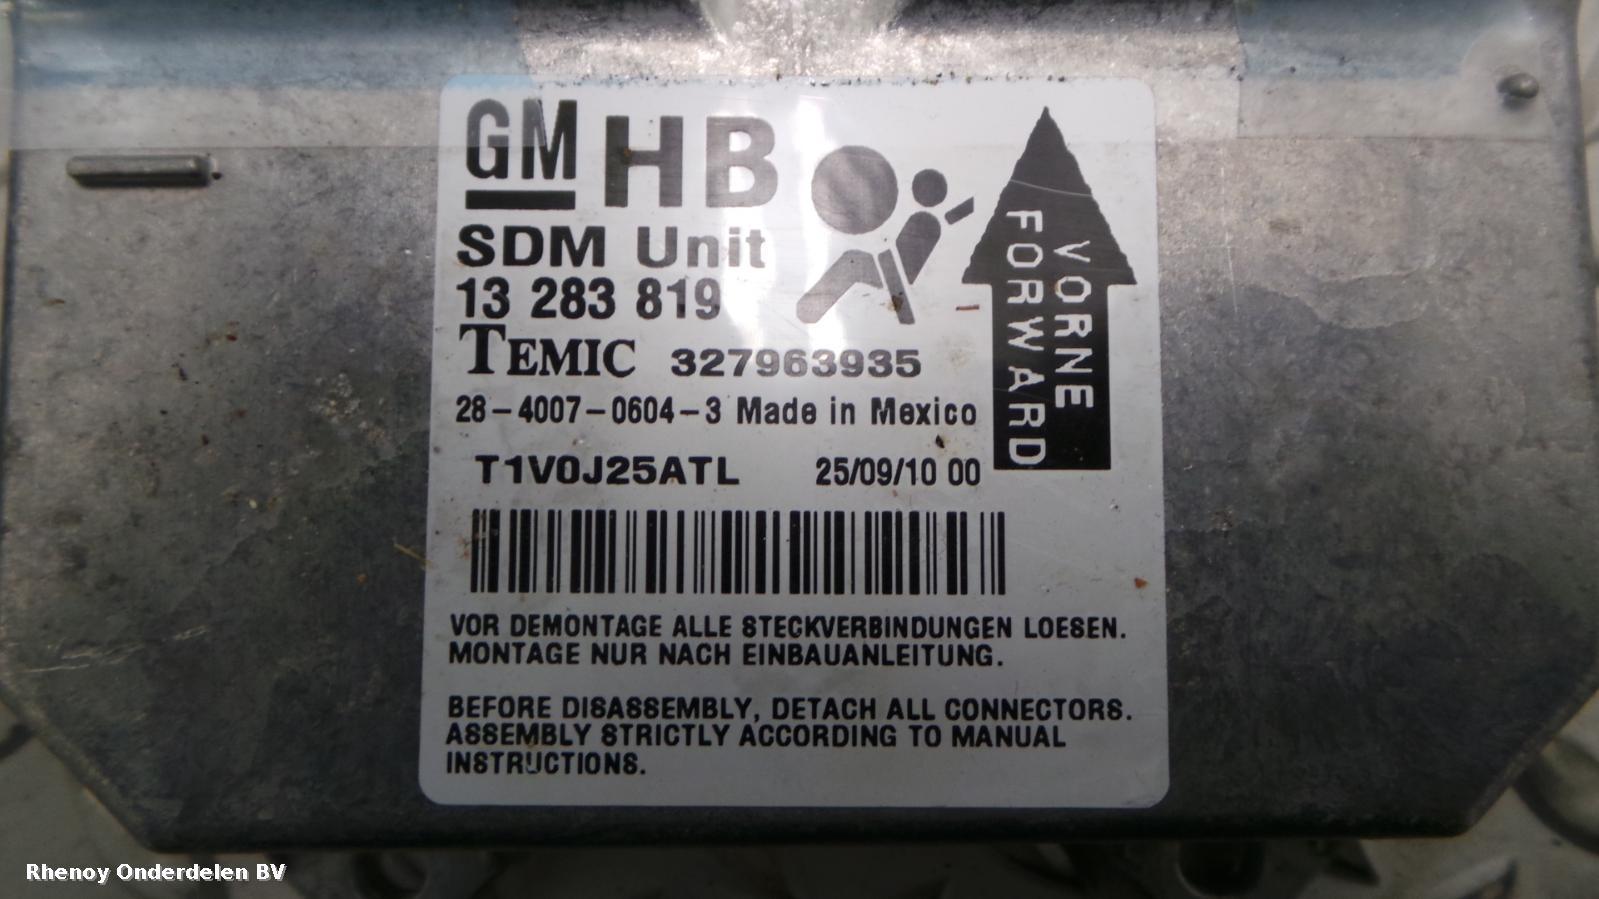 GM HB
SDM Unit
13 283 819
TEMIC 327963935
28-4007-0604-3 Made in Mexico
T1V0J25ATL 25/09/10 00
VORNE
FORWARD
VOR DEMONTAGE ALLE STECKVERBINDUNGEN LOESEN.
MONTAGE NUR NACH EINBAUANLEITUNG.
BEFORE DISASSEMBLY, DETACH ALL CONNECTORS.
ASSEMBLY STRICTLY ACCORDING TO MANUAL
INSTRUCTIONS.
Rhenoy Onderdelen BV